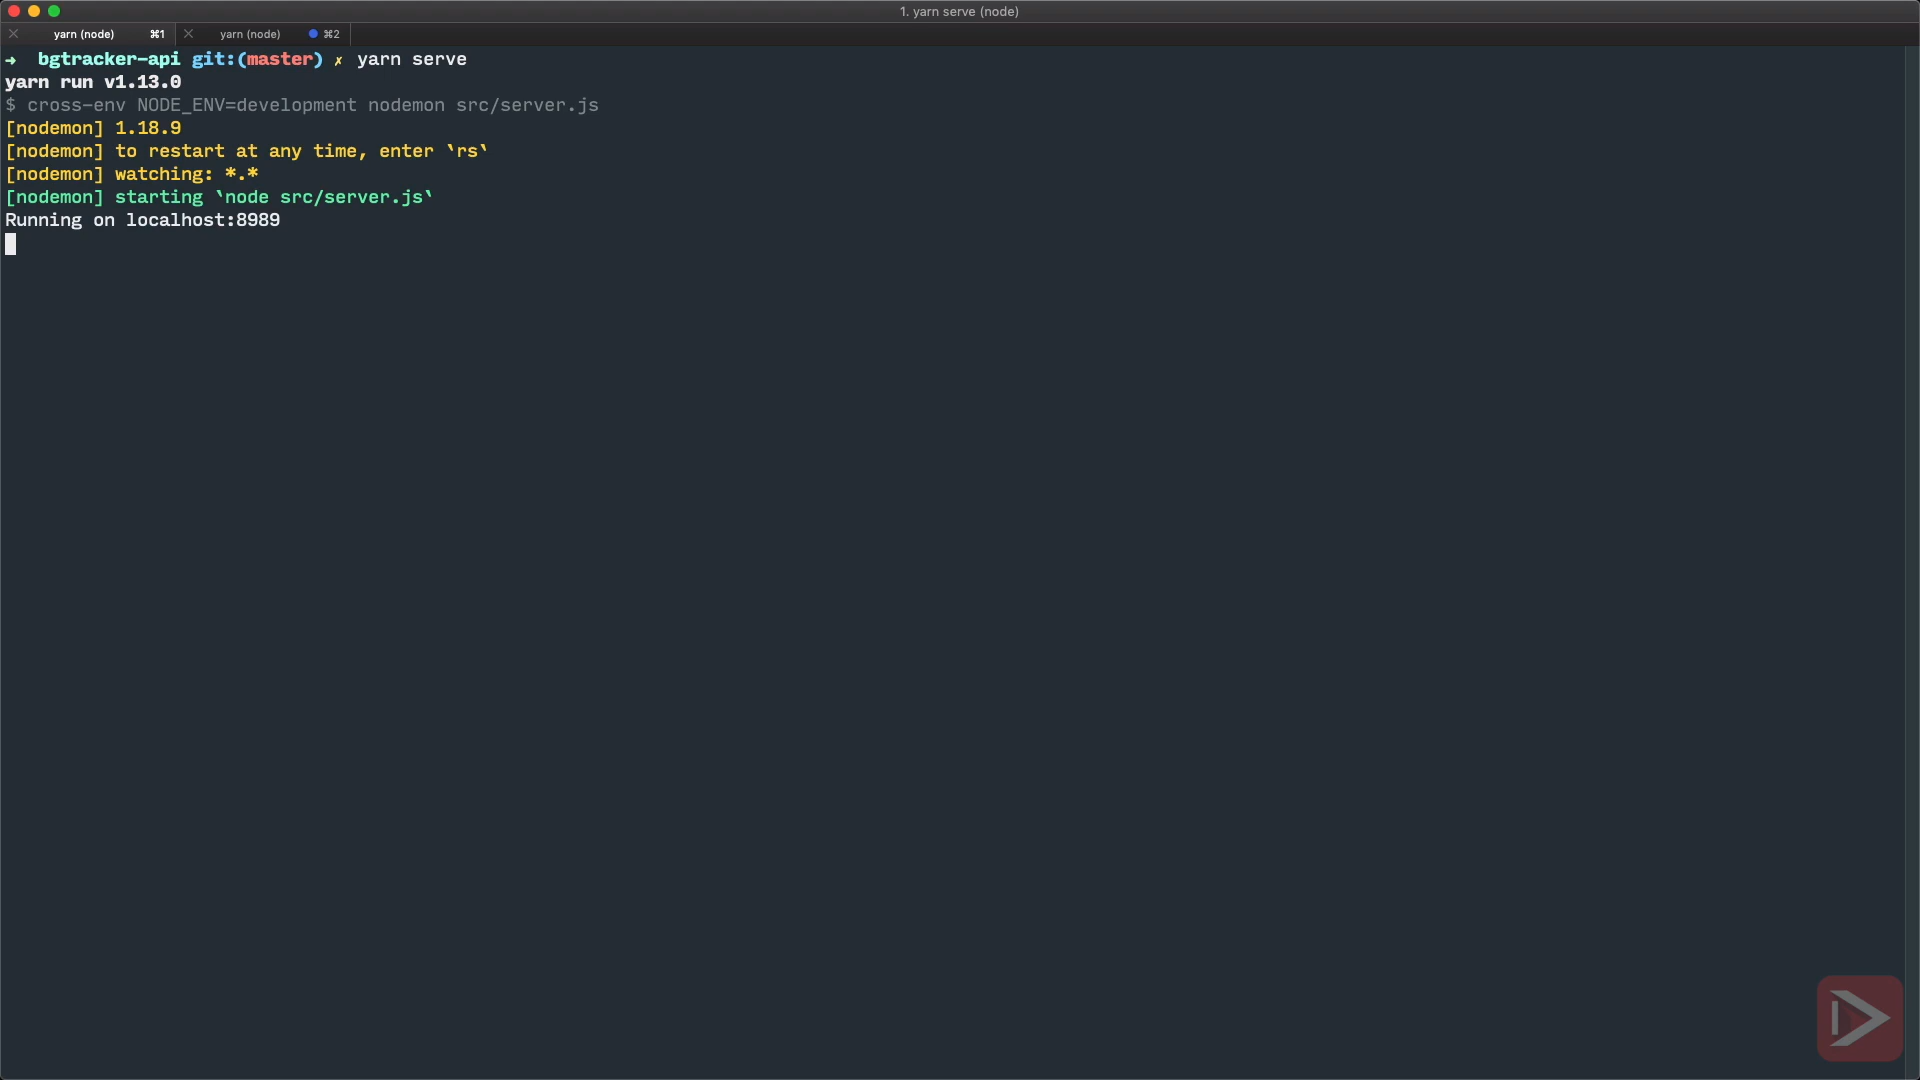 1. yarn serve (node)
yarn (node) ⌘1 yarn (node) ⌘2
➜ bgtracker-api git:(master) ✗ yarn serve
yarn run v1.13.0
$ cross-env NODE_ENV=development nodemon src/server.js
[nodemon] 1.18.9
[nodemon] to restart at any time, enter `rs`
[nodemon] watching: *.*
[nodemon] starting `node src/server.js`
Running on localhost:8989